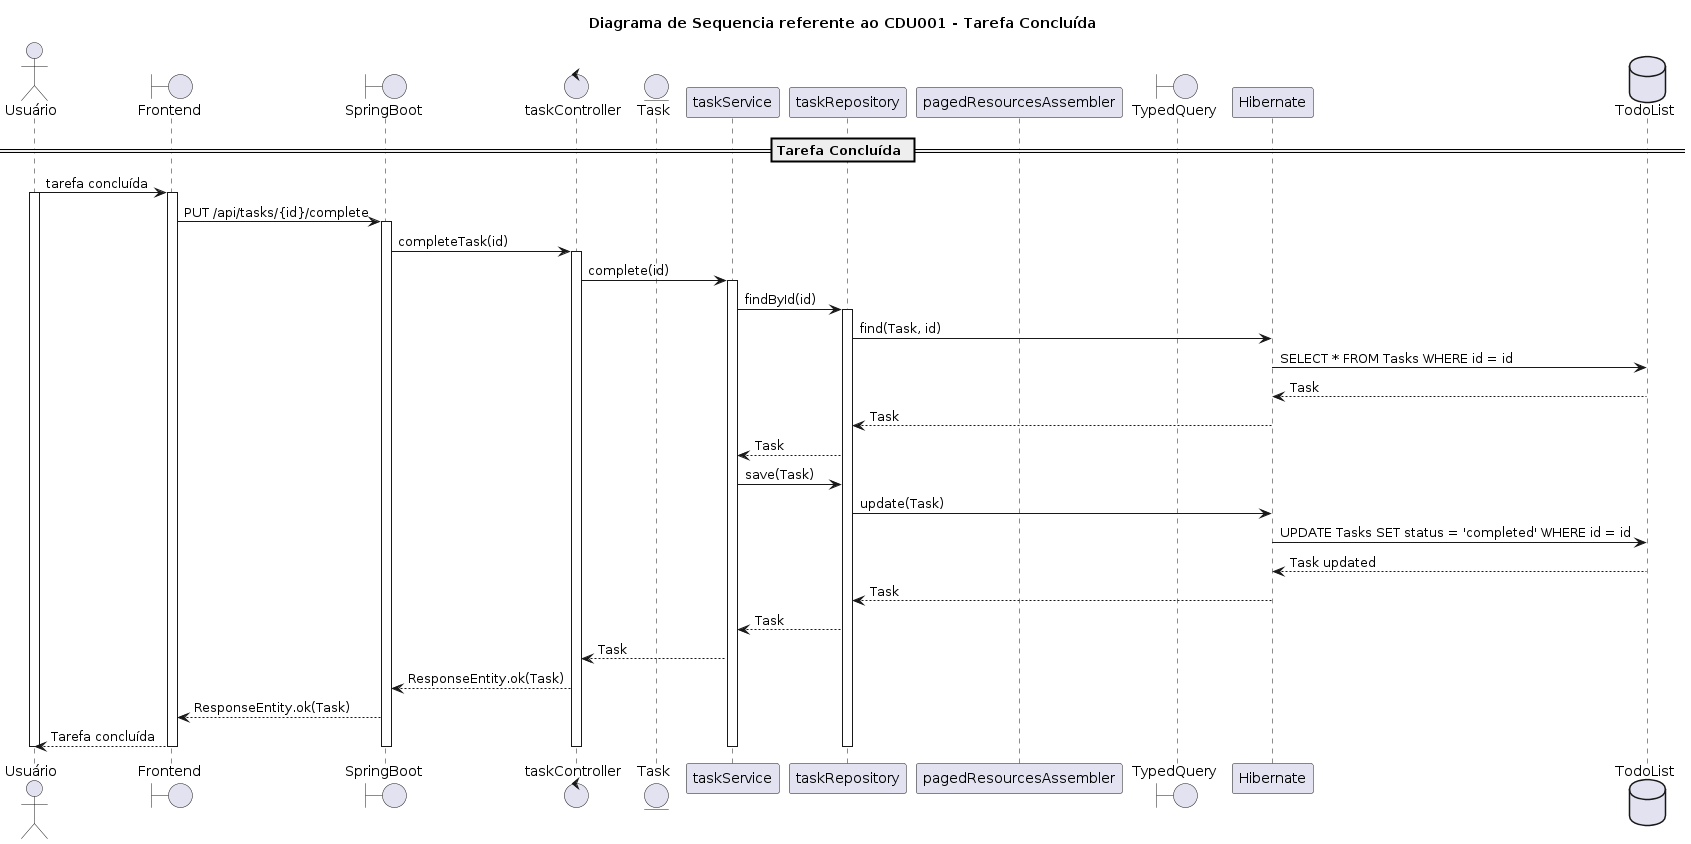 Diagrama de Sequencia referente ao CDU001 - Tarefa Concluída
Usuário
Frontend
SpringBoot
taskController
Task
taskService
taskRepository
pagedResourcesAssembler
TypedQuery
Hibernate
TodoList
Tarefa Concluída
tarefa concluída
PUT /api/tasks/{id}/complete
completeTask(id)
complete(id)
findById(id)
find(Task, id)
SELECT * FROM Tasks WHERE id = id
Task
Task
Task
save(Task)
update(Task)
UPDATE Tasks SET status = 'completed' WHERE id = id
Task updated
Task
Task
Task
ResponseEntity.ok(Task)
ResponseEntity.ok(Task)
Tarefa concluída
Usuário
Frontend
SpringBoot
taskController
Task
taskService
taskRepository
pagedResourcesAssembler
TypedQuery
Hibernate
TodoList